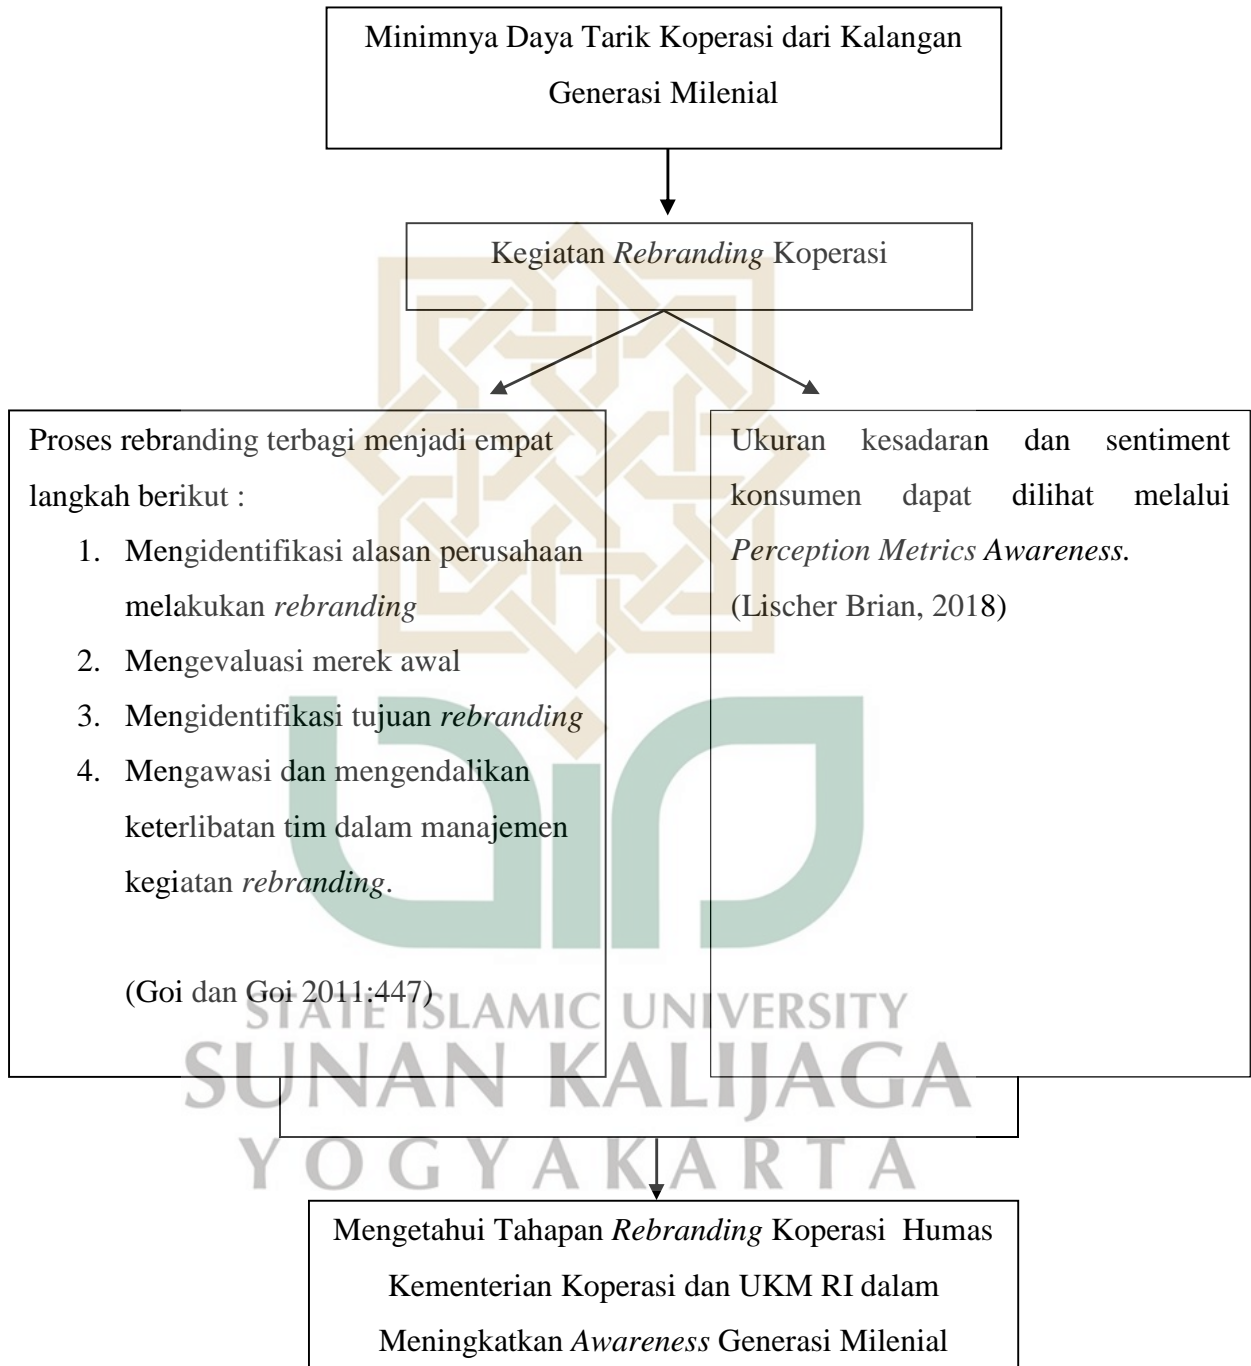 Minimnya Daya Tarik Koperasi dari Kalangan
Generasi Milenial
Kegiatan Rebranding Koperasi
Proses rebranding terbagi menjadi empat
langkah berikut :
1. Mengidentifikasi alasan perusahaan
melakukan rebranding
2. Mengevaluasi merek awal
3. Mengidentifikasi tujuan rebranding
4. Mengawasi dan mengendalikan
keterlibatan tim dalam manajemen
kegiatan rebranding.
(Goi dan Goi 2011:447)
Ukuran kesadaran dan sentiment
konsumen dapat dilihat melalui
Perception Metrics Awareness.
(Lischer Brian, 2018)
STATE ISLAMIC UNIVERSITY
SUNAN KALIJAGA
YOGYAKARTA
Mengetahui Tahapan Rebranding Koperasi Humas
Kementerian Koperasi dan UKM RI dalam
Meningkatkan Awareness Generasi Milenial